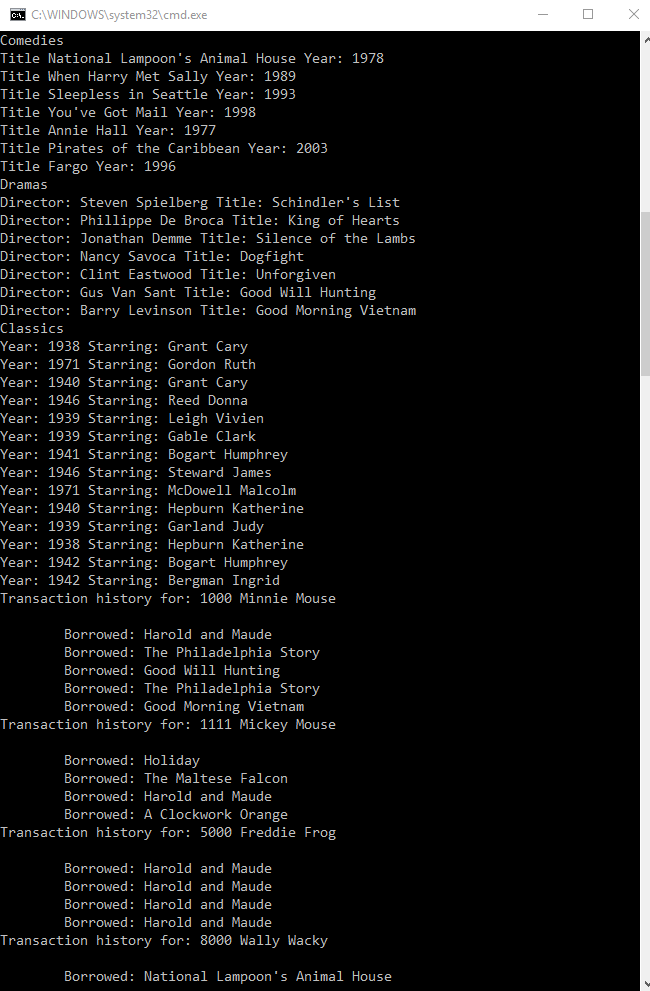 C:\WINDOWS\system32\cmd.exe
Comedies
Title National Lampoon's Animal House Year: 1978
Title When Harry Met Sally Year: 1989
Title Sleepless in Seattle Year: 1993
Title You've Got Mail Year: 1998
Title Annie Hall Year: 1977
Title Pirates of the Caribbean Year: 2003
Title Fargo Year: 1996
Dramas
Director: Steven Spielberg Title: Schindler's List
Director: Phillippe De Broca Title: King of Hearts
Director: Jonathan Demme Title: Silence of the Lambs
Director: Nancy Savoca Title: Dogfight
Director: Clint Eastwood Title: Unforgiven
Director: Gus Van Sant Title: Good Will Hunting
Director: Barry Levinson Title: Good Morning Vietnam
Classics
Year: 1938 Starring: Grant Cary
Year: 1971 Starring: Gordon Ruth
Year: 1940 Starring: Grant Cary
Year: 1946 Starring: Reed Donna
Year: 1939 Starring: Leigh Vivien
Year: 1939 Starring: Gable Clark
Year: 1941 Starring: Bogart Humphrey
Year: 1946 Starring: Steward James
Year: 1971 Starring: McDowell Malcolm
Year: 1940 Starring: Hepburn Katherine
Year: 1939 Starring: Garland Judy
Year: 1938 Starring: Hepburn Katherine
Year: 1942 Starring: Bogart Humphrey
Year: 1942 Starring: Bergman Ingrid
Transaction history for: 1000 Minnie Mouse
Borrowed: Harold and Maude
Borrowed: The Philadelphia Story
Borrowed: Good Will Hunting
Borrowed: The Philadelphia Story
Borrowed: Good Morning Vietnam
Transaction history for: 1111 Mickey Mouse
Borrowed: Holiday
Borrowed: The Maltese Falcon
Borrowed: Harold and Maude
Borrowed: A Clockwork Orange
Transaction history for: 5000 Freddie Frog
Borrowed: Harold and Maude
Borrowed: Harold and Maude
Borrowed: Harold and Maude
Borrowed: Harold and Maude
Transaction history for: 8000 Wally Wacky
Borrowed: National Lampoon's Animal House